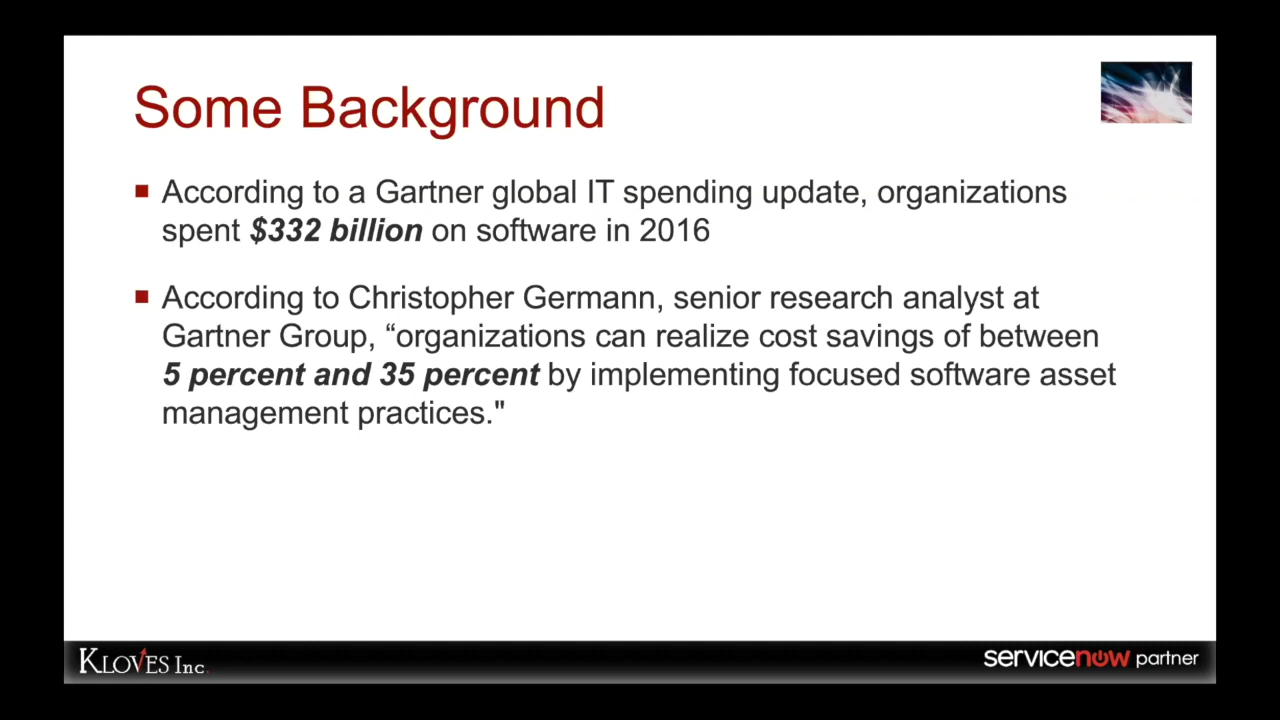 Some Background
According to a Gartner global IT spending update, organizations
spent $332 billion on software in 2016
According to Christopher Germann, senior research analyst at
Gartner Group, “organizations can realize cost savings of between
5 percent and 35 percent by implementing focused software asset
management practices."
KLOVES INC.
servicenow partner